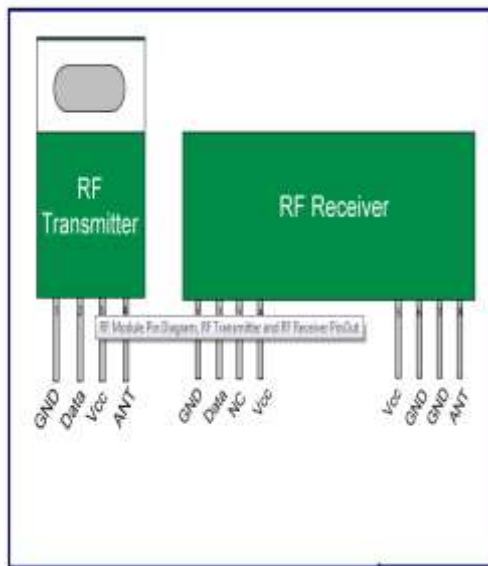 RF
Transmitter
RF Receiver
RF Module Pin Diagram, RF Transmitter and RF Receiver PinOut
GND Data Vcc ANT
GND Data NC Vcc
Vcc GND GND ANT